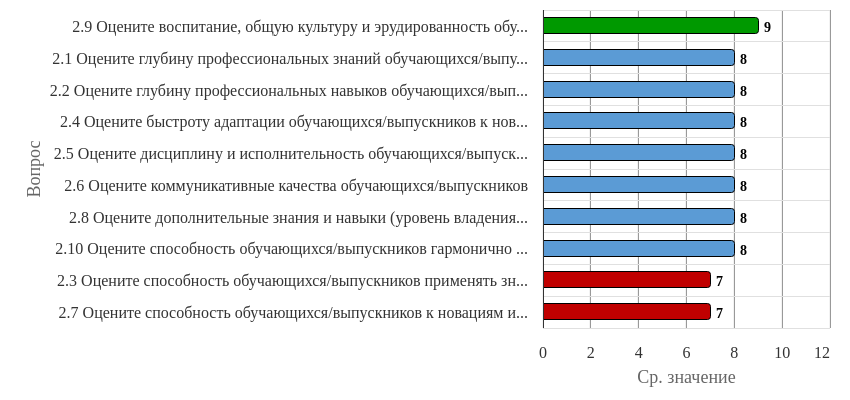 2.9 Оцените воспитание, общую культуру и эрудированность обу... 9
2.1 Оцените глубину профессиональных знаний обучающихся/выпу... 8
2.2 Оцените глубину профессиональных навыков обучающихся/вып... 8
2.4 Оцените быстроту адаптации обучающихся/выпускников к нов... 8
2.5 Оцените дисциплину и исполнительность обучающихся/выпуск... 8
2.6 Оцените коммуникативные качества обучающихся/выпускников 8
2.8 Оцените дополнительные знания и навыки (уровень владения... 8
2.10 Оцените способность обучающихся/выпускников гармонично ... 8
2.3 Оцените способность обучающихся/выпускников применять зн... 7
2.7 Оцените способность обучающихся/выпускников к новациям и... 7
Вопрос
0 2 4 6 8 10 12
Ср. значение